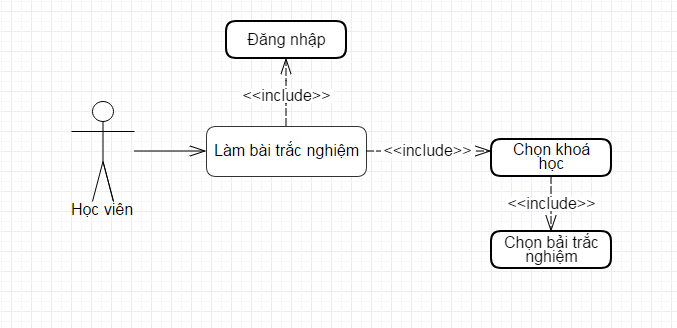 Đăng nhập
<<include>>
Làm bài trắc nghiệm
<<include>>
Chọn khoá
học
Học viên
<<include>>
Chọn bải trắc
nghiệm